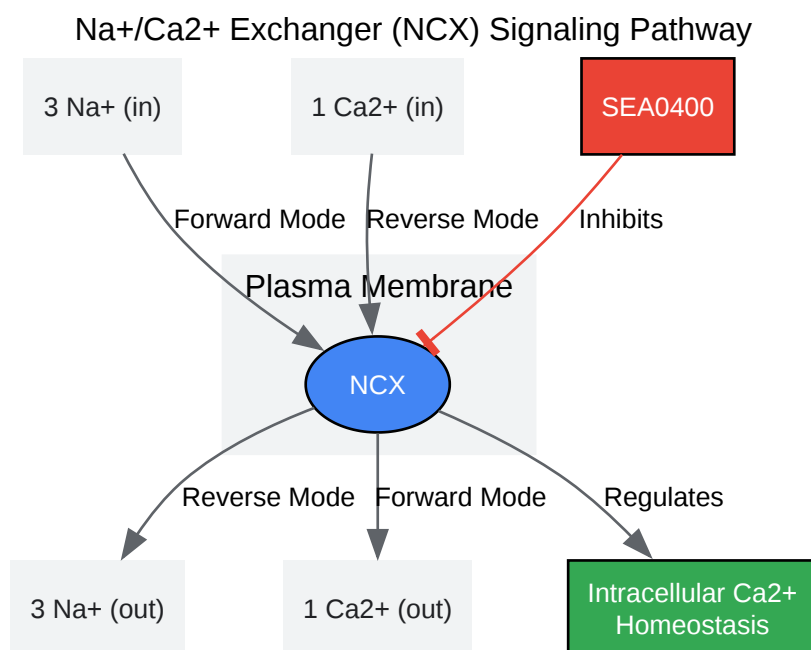 Na+/Ca2+ Exchanger (NCX) Signaling Pathway
3 Na+ (in)
1 Ca2+ (in)
SEA0400
Forward Mode
Reverse Mode
Inhibits
Plasma Membrane
NCX
Reverse Mode
Forward Mode
Regulates
3 Na+ (out)
1 Ca2+ (out)
Intracellular Ca2+
Homeostasis